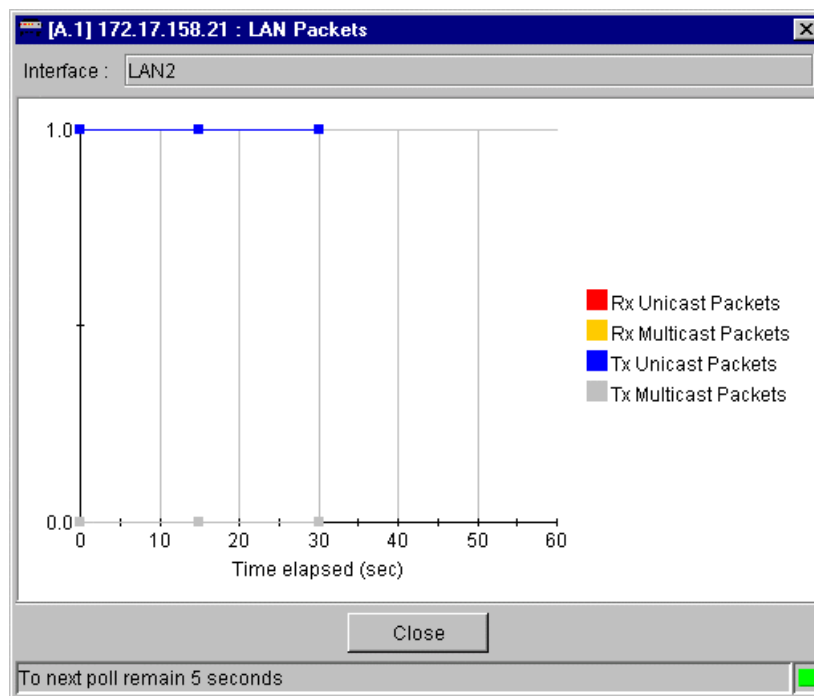 [A.1] 172.17.158.21 : LAN Packets
Interface : LAN2
1.0
0.0
0 10 20 30 40 50 60
Time elapsed (sec)
Rx Unicast Packets
Rx Multicast Packets
Tx Unicast Packets
Tx Multicast Packets
Close
To next poll remain 5 seconds